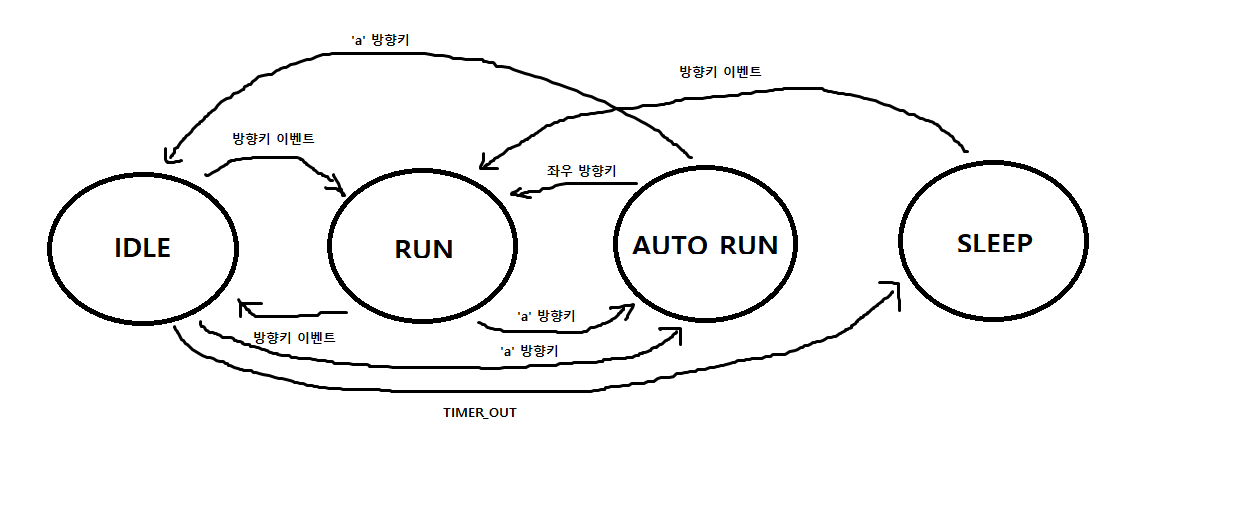 'a' 방향키
방향키 이벤트
방향키 이벤트
좌우 방향키
IDLE
RUN
AUTO RUN
SLEEP
'a' 방향키
방향키 이벤트
'a' 방향키
TIMER_OUT